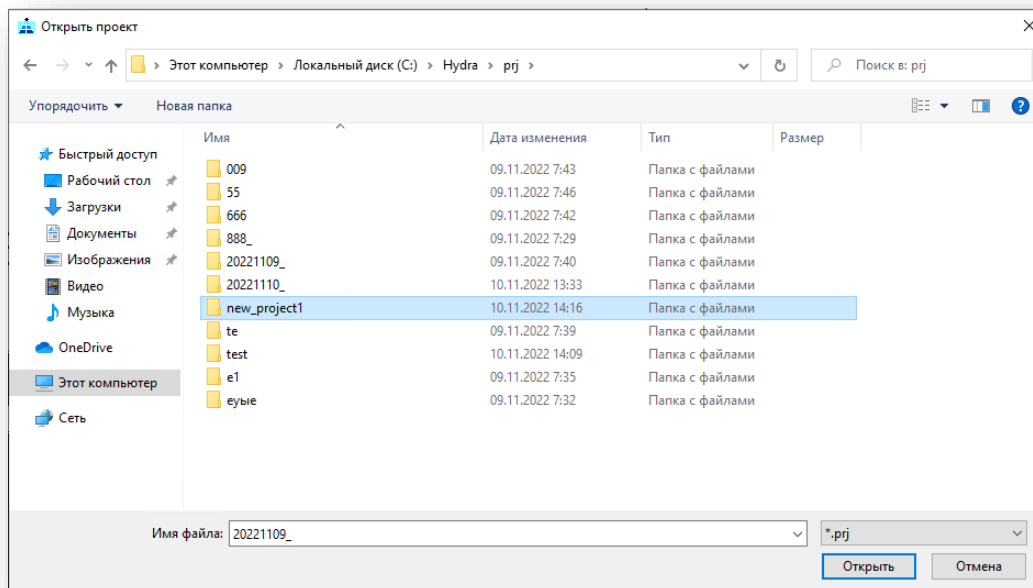 Открыть проект
Этот компьютер › Локальный диск (C:) › Hydra › prj ›
Поиск в: prj
Упорядочить
Новая папка
Имя Дата изменения Тип Размер
Быстрый доступ
Рабочий стол
Загрузки
Документы
Изображения
Видео
Музыка
OneDrive
Этот компьютер
Сеть
009 09.11.2022 7:43 Папка с файлами
55 09.11.2022 7:46 Папка с файлами
666 09.11.2022 7:42 Папка с файлами
888_ 09.11.2022 7:29 Папка с файлами
20221109_ 09.11.2022 7:40 Папка с файлами
20221110_ 10.11.2022 13:33 Папка с файлами
new_project1 10.11.2022 14:16 Папка с файлами
te 09.11.2022 7:39 Папка с файлами
test 10.11.2022 14:09 Папка с файлами
е1 09.11.2022 7:35 Папка с файлами
еуые 09.11.2022 7:32 Папка с файлами
Имя файла: 20221109_
*.prj
Открыть Отмена